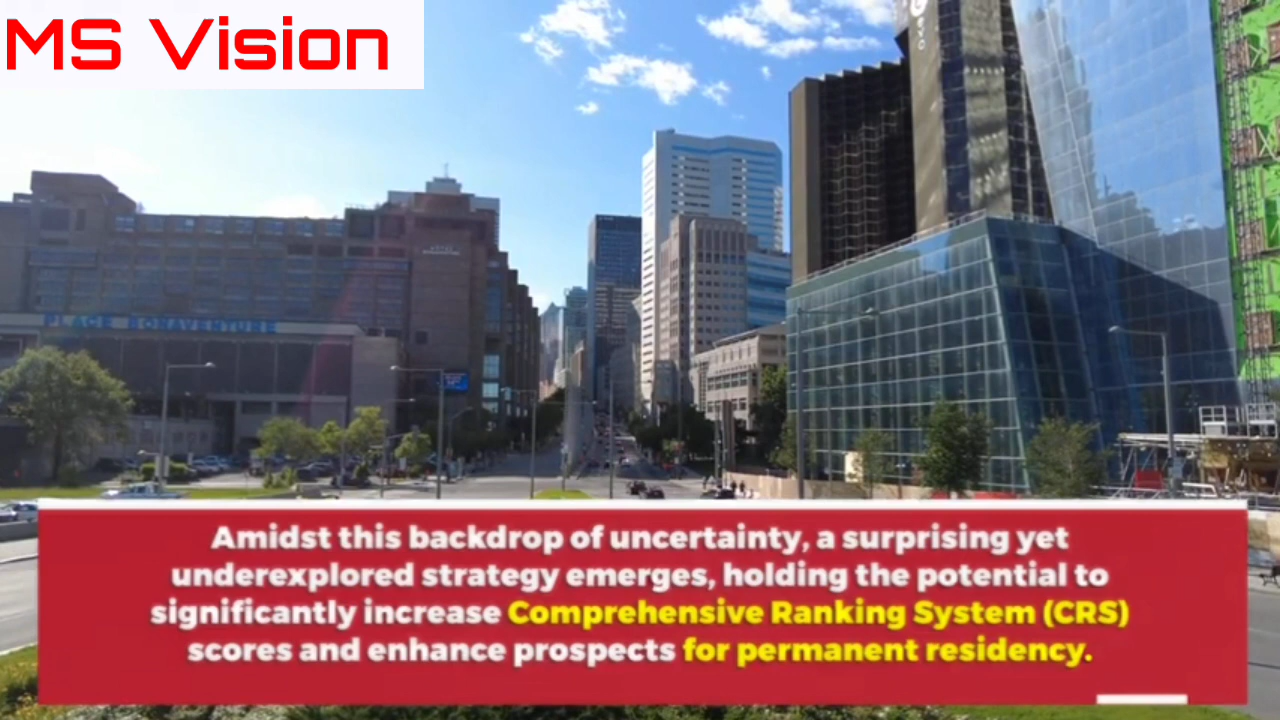 MS Vision
PLACE BONAVENTURE
Amidst this backdrop of uncertainty, a surprising yet
underexplored strategy emerges, holding the potential to
significantly increase Comprehensive Ranking System (CRS)
scores and enhance prospects for permanent residency.